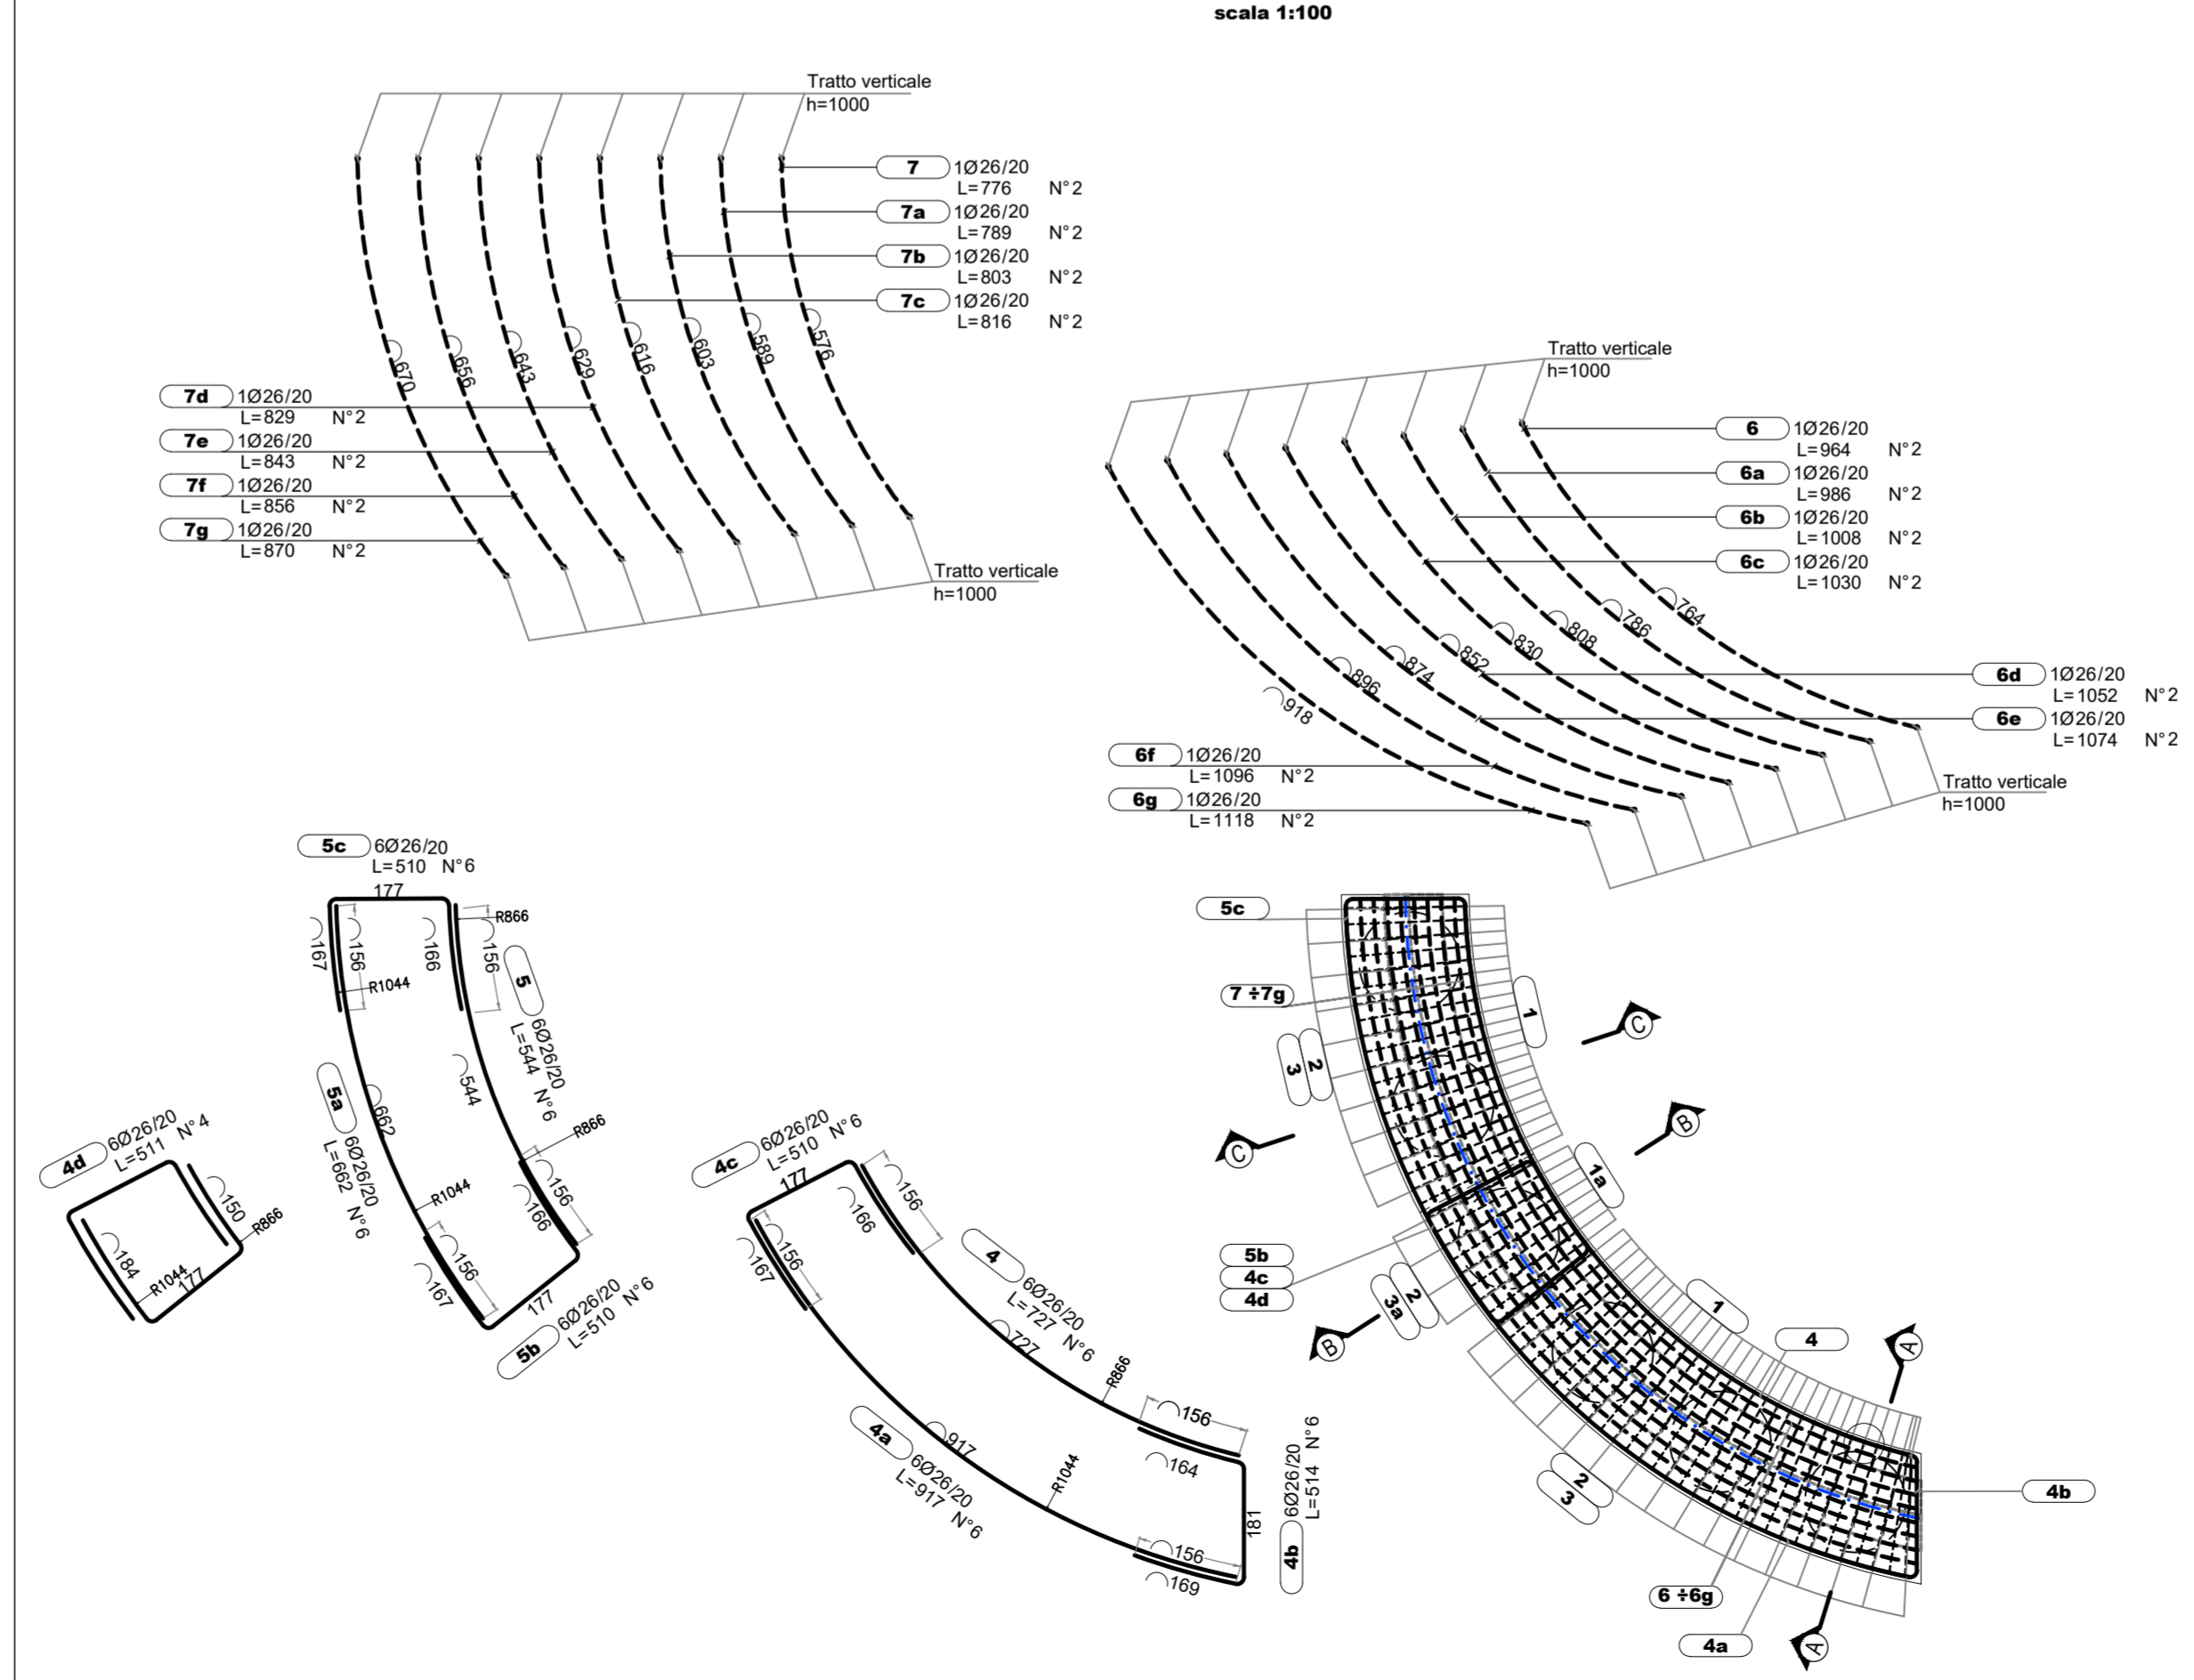 scala 1:100
Tratto verticale
h=1000
7 1Ø26/20
L=776 N°2
7a 1Ø26/20
L=789 N°2
7b 1Ø26/20
L=803 N°2
7c 1Ø26/20
L=816 N°2
670 656 643 629 616 603 589 576
7d 1Ø26/20
L=829 N°2
7e 1Ø26/20
L=843 N°2
7f 1Ø26/20
L=856 N°2
7g 1Ø26/20
L=870 N°2
Tratto verticale
h=1000
Tratto verticale
h=1000
6 1Ø26/20
L=964 N°2
6a 1Ø26/20
L=986 N°2
6b 1Ø26/20
L=1008 N°2
6c 1Ø26/20
L=1030 N°2
918 896 874 852 830 808 786 764
6d 1Ø26/20
L=1052 N°2
6e 1Ø26/20
L=1074 N°2
6f 1Ø26/20
L=1096 N°2
6g 1Ø26/20
L=1118 N°2
Tratto verticale
h=1000
5c 6Ø26/20
L=510 N°6
177
167
156
R1044
166
R866
156
5 6Ø26/20
L=544 N°6
544
5a 6Ø26/20
L=662 N°6
662
R866
R1044
156
166
156
167
177
5b 6Ø26/20
L=510 N°6
4d 6Ø26/20
L=511 N°4
150
R866
184
R1044
177
4c 6Ø26/20
L=510 N°6
177
156
166
156
167
4 6Ø26/20
L=727 N°6
727
R866
4a 6Ø26/20
L=917 N°6
917
R1044
156
164
156
169
181
4b 6Ø26/20
L=514 N°6
5c
7 ÷7g
1
C
2
3
C
B
1a
5b
4c
4d
2
3a
B
1
4
A
2
3
4b
6 ÷6g
4a
A